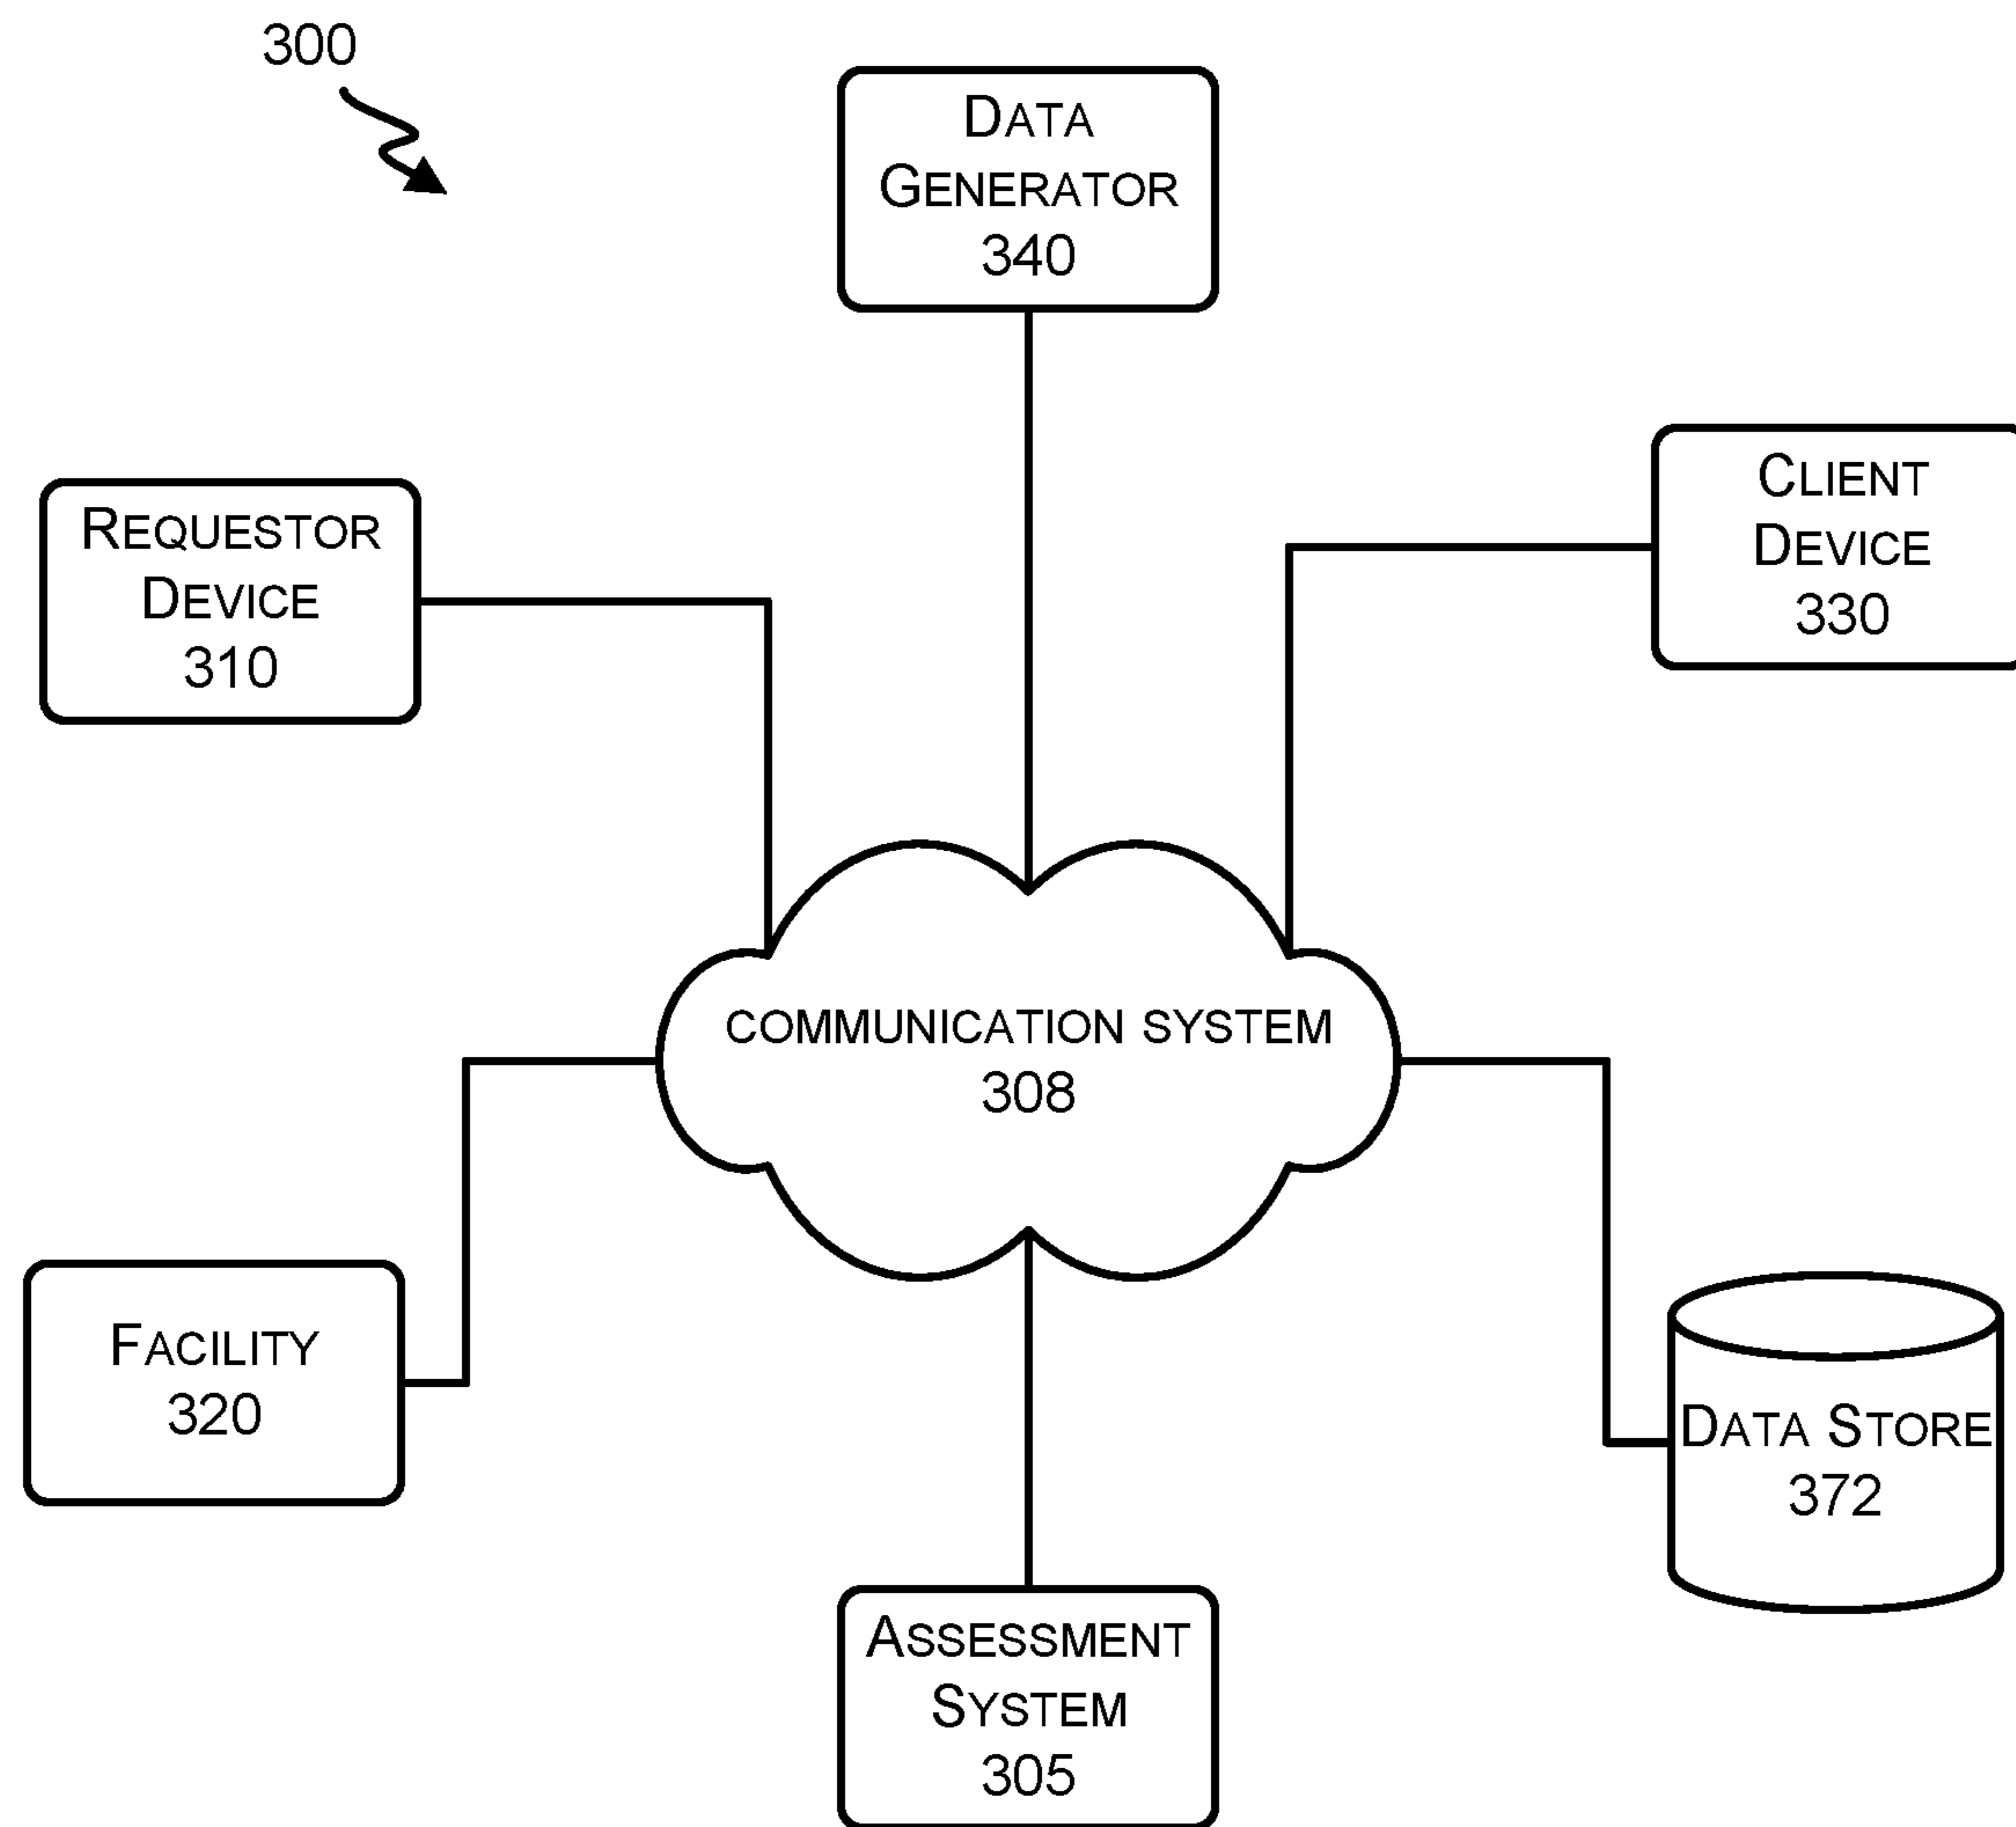 300
DATA
GENERATOR
340
CLIENT
DEVICE
330
REQUESTOR
DEVICE
310
COMMUNICATION SYSTEM
308
FACILITY
320
DATA STORE
372
ASSESSMENT
SYSTEM
305